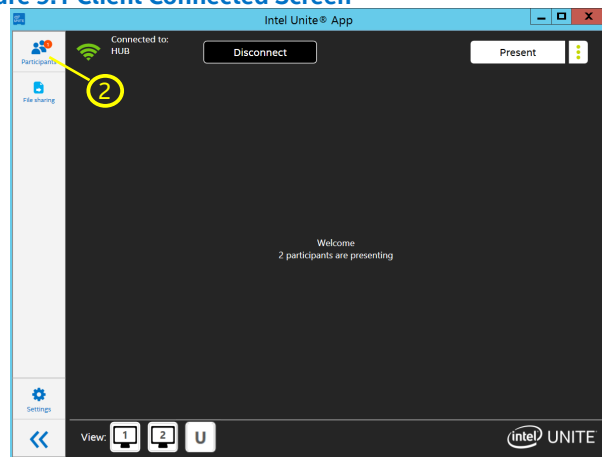 ure 5.1 Client Connected Screen
Intel Unite® App
Participants
Connected to:
HUB
Disconnect
Present
2
File sharing
Welcome
2 participants are presenting
Settings
View: 1 2 U
intel UNITE